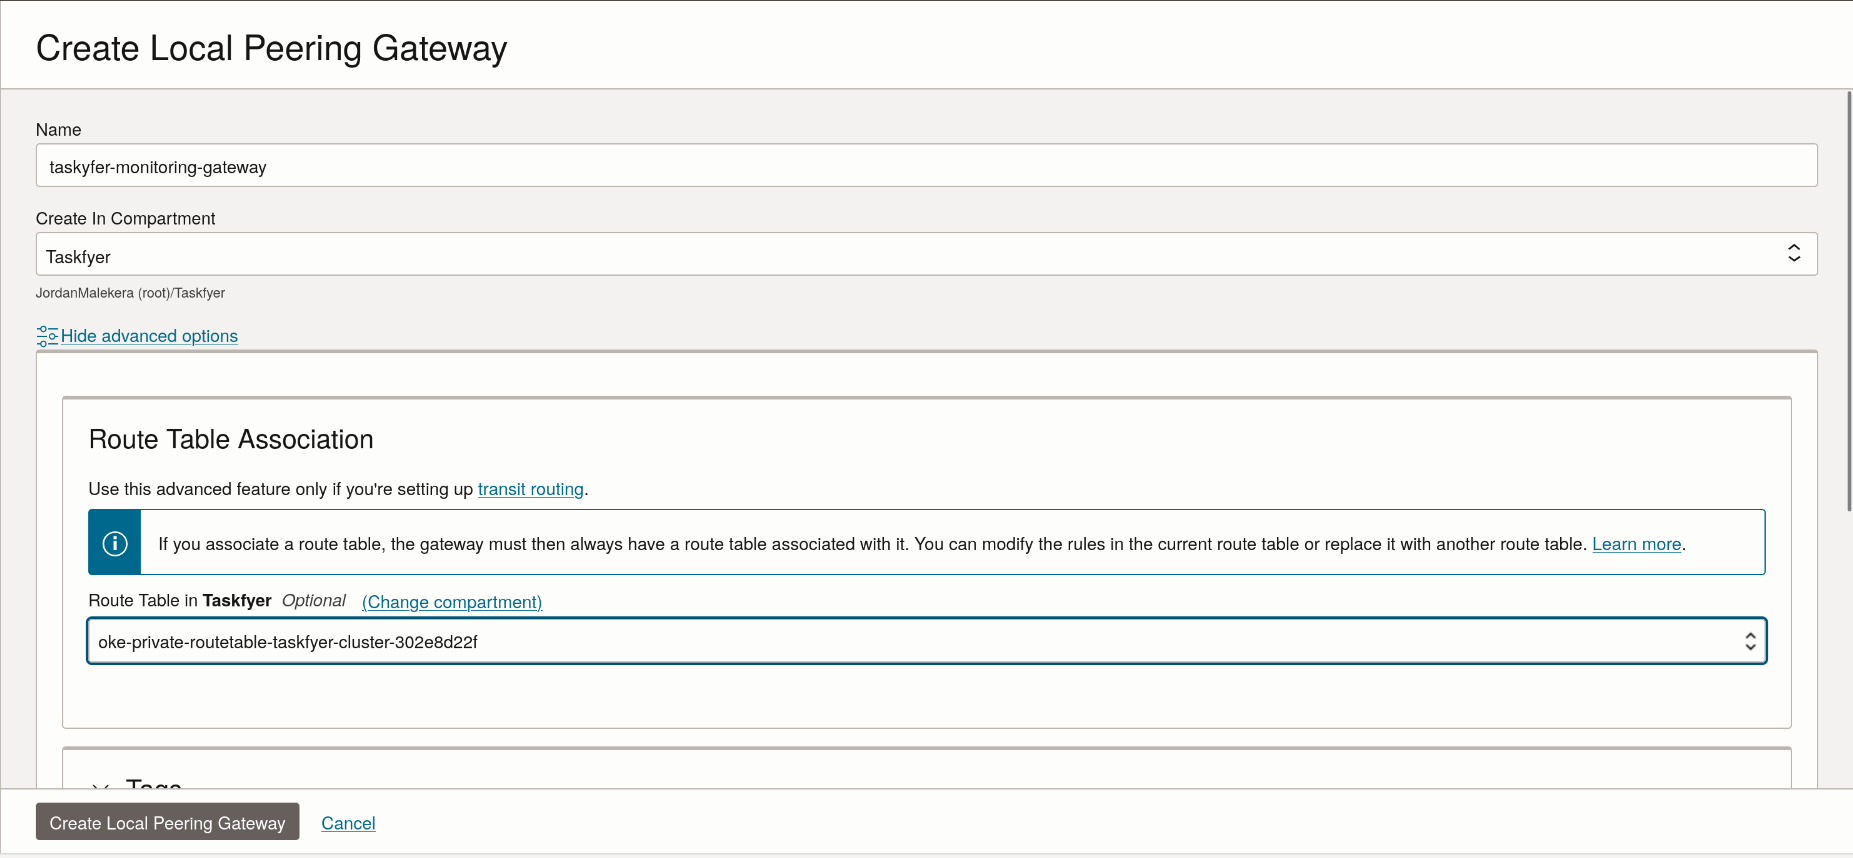 Create Local Peering Gateway
Name
taskyfer-monitoring-gateway
Create In Compartment
Taskfyer
JordanMalekera (root)/Taskfyer
Hide advanced options
Route Table Association
Use this advanced feature only if you're setting up transit routing.
If you associate a route table, the gateway must then always have a route table associated with it. You can modify the rules in the current route table or replace it with another route table. Learn more.
Route Table in Taskfyer Optional (Change compartment)
oke-private-routetable-taskfyer-cluster-302e8d22f
Tags
Create Local Peering Gateway Cancel